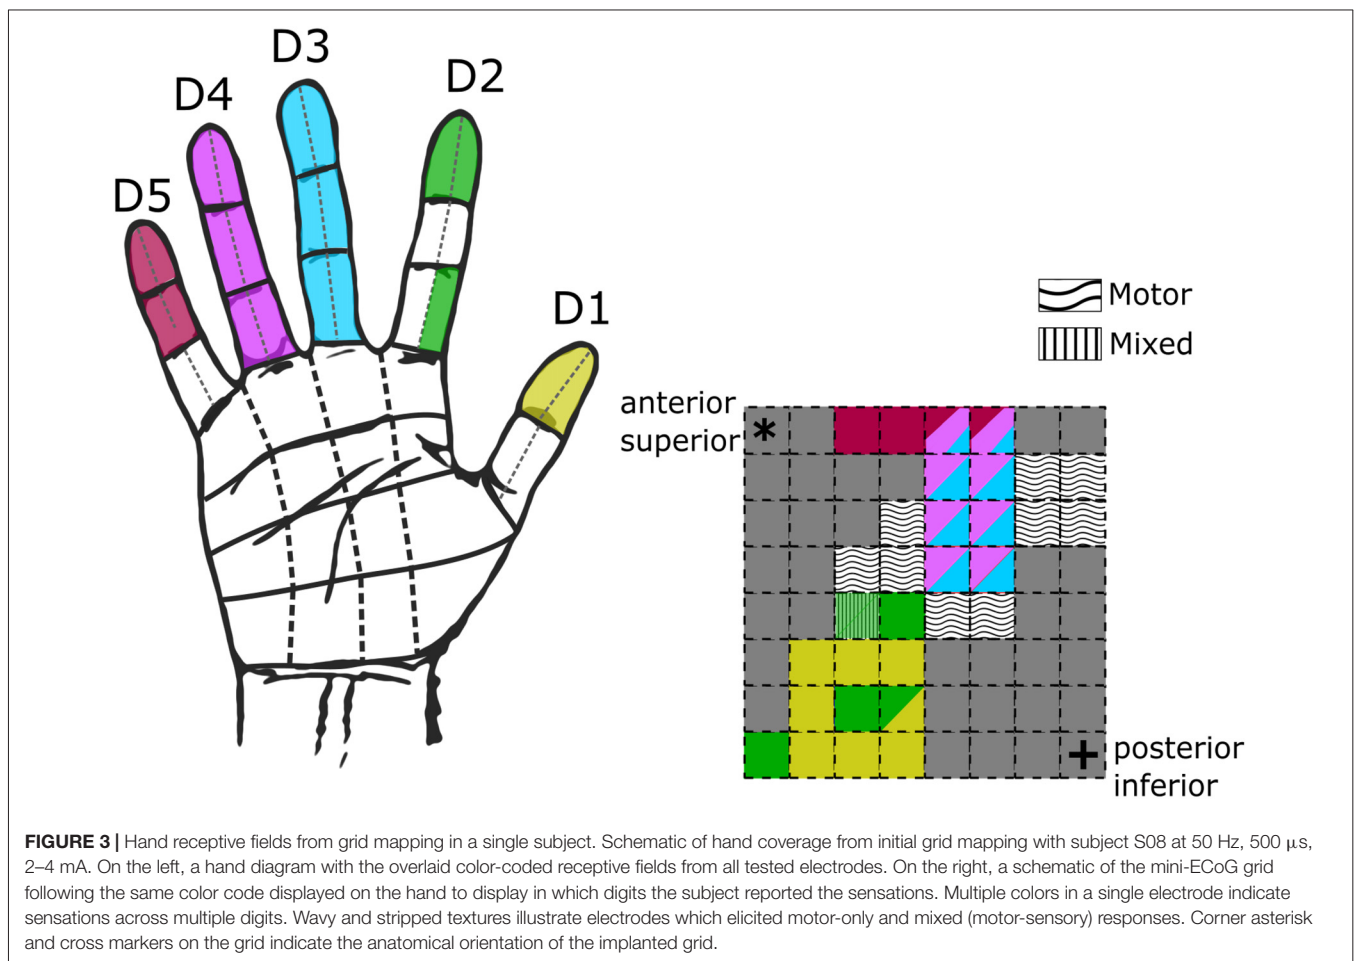 D3
D2
D4
D5
D1
Motor
Mixed
anterior
superior
*
+
posterior
inferior
FIGURE 3 | Hand receptive fields from grid mapping in a single subject. Schematic of hand coverage from initial grid mapping with subject S08 at 50 Hz, 500 μs,
2–4 mA. On the left, a hand diagram with the overlaid color-coded receptive fields from all tested electrodes. On the right, a schematic of the mini-ECoG grid
following the same color code displayed on the hand to display in which digits the subject reported the sensations. Multiple colors in a single electrode indicate
sensations across multiple digits. Wavy and stripped textures illustrate electrodes which elicited motor-only and mixed (motor-sensory) responses. Corner asterisk
and cross markers on the grid indicate the anatomical orientation of the implanted grid.